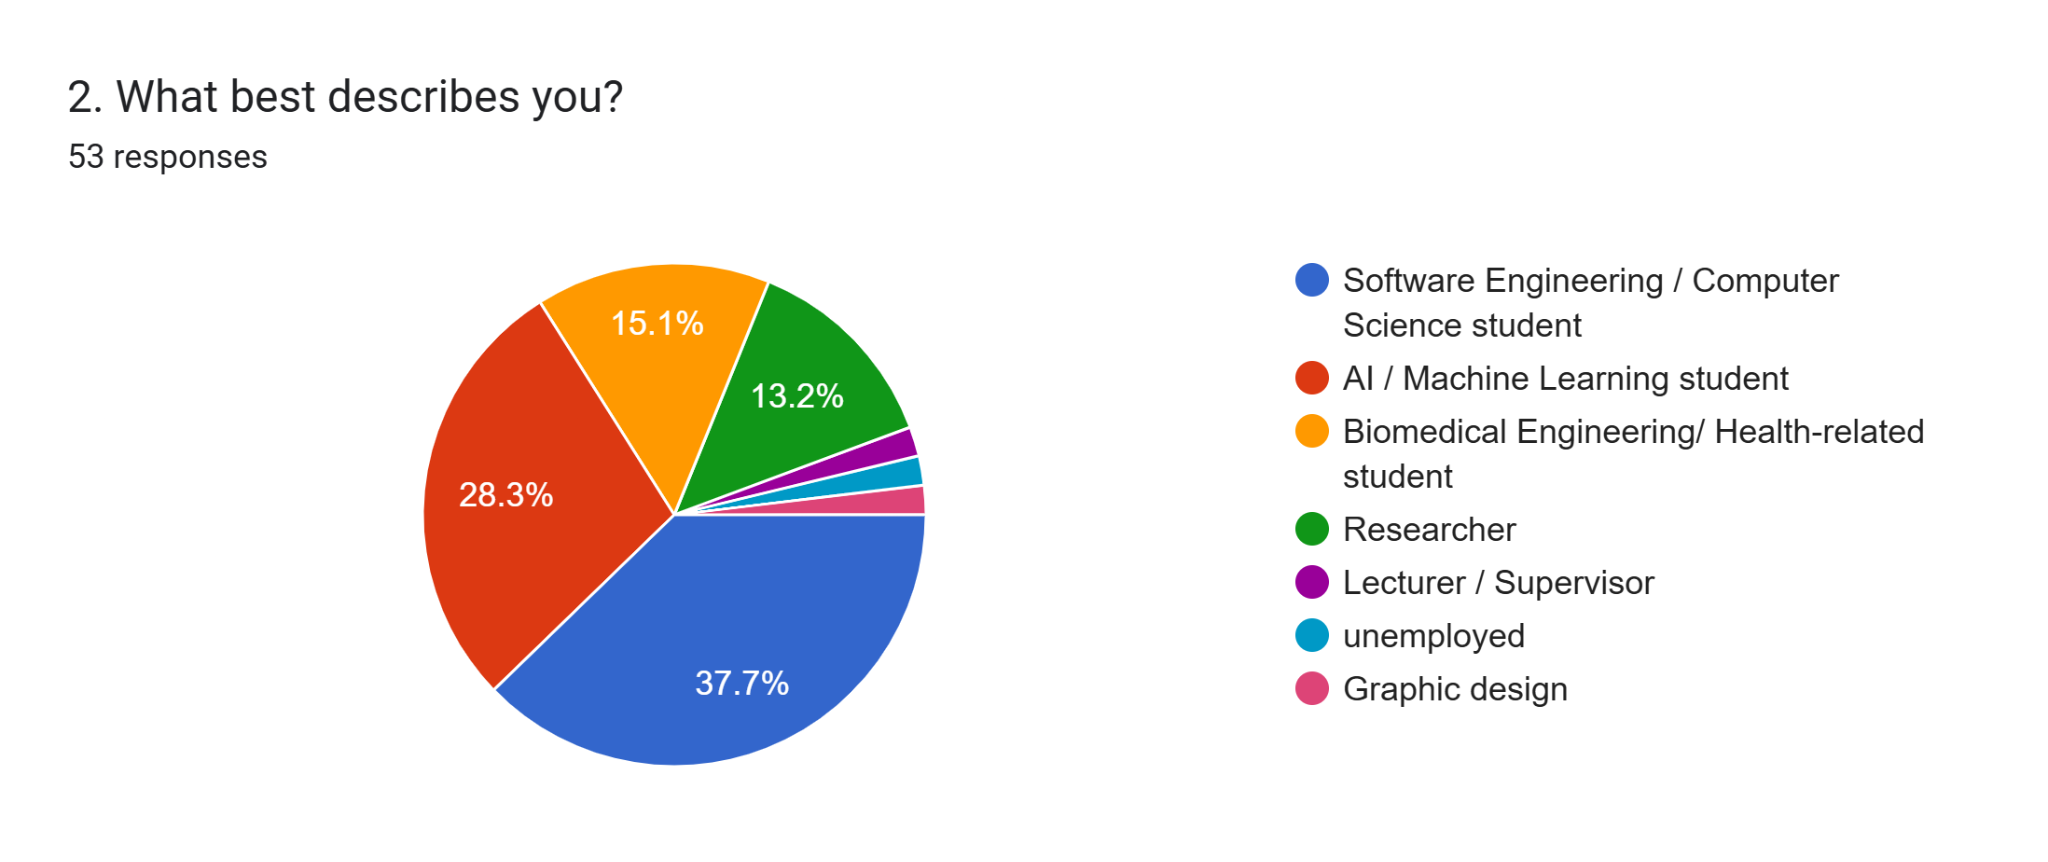 2. What best describes you?
53 responses
15.1%
13.2%
28.3%
37.7%
Software Engineering / Computer
Science student
AI / Machine Learning student
Biomedical Engineering/ Health-related
student
Researcher
Lecturer / Supervisor
unemployed
Graphic design